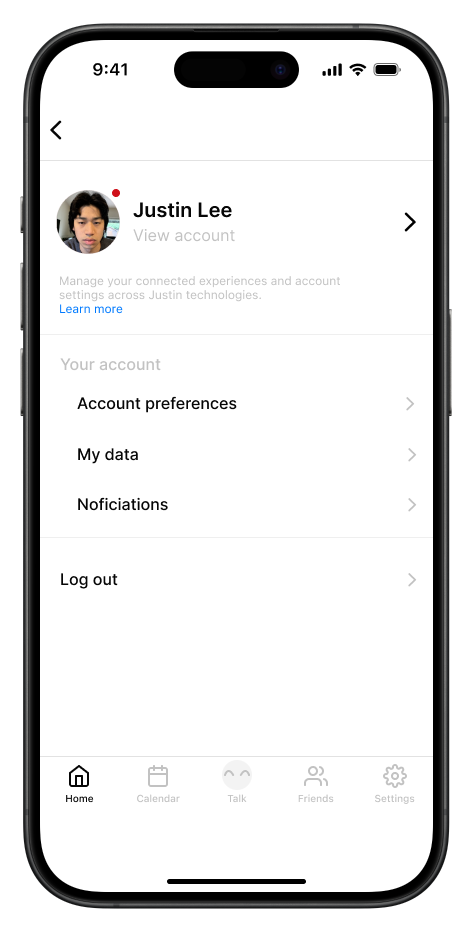 9:41
Justin Lee
View account
Manage your connected experiences and account
settings across Justin technologies.
Learn more
Your account
Account preferences
My data
Noficiations
Log out
Home Calendar Talk Friends Settings